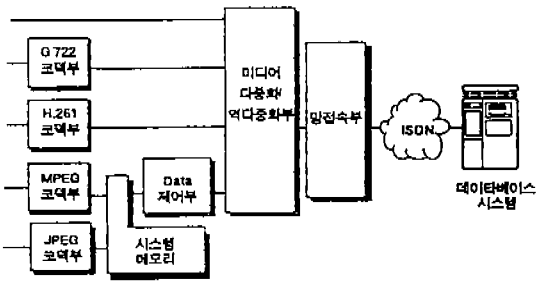 G.722
코덱부
H.261
코덱부
MPEG
코덱부
JPEG
코덱부
Data
제어부
시스템
메모리
미디어
다중화/
역다중화부
망접속부
ISDN
데이타베이스
시스템